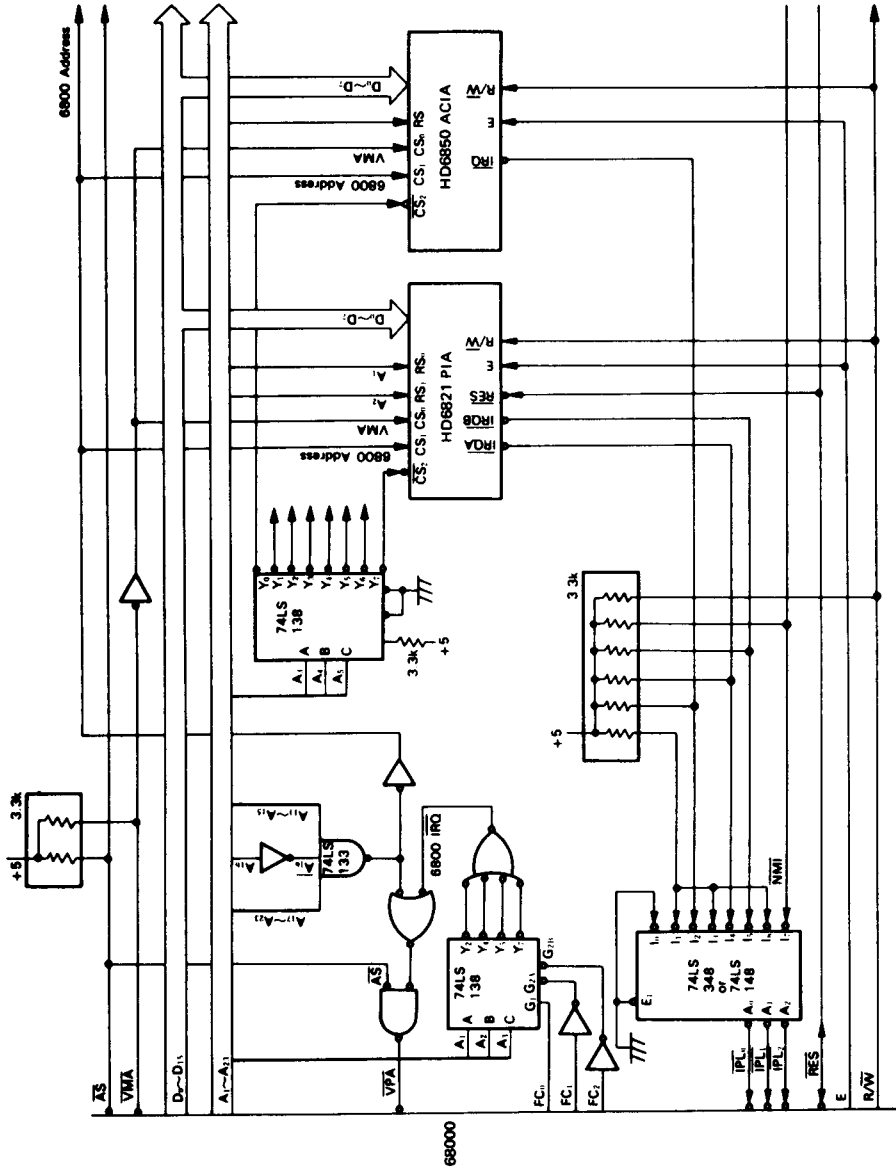 6800 Address
+5
3.3k
AS
VMA
D₀~D₁₅
A₁~A₂₃
A₁₇~A₂₃
A₁₆
A₁₆
A₁₁~A₁₅
74LS
133
AS
VPA
6800 IRQ
A₁ A
A₂ B
A₃ C
74LS
138
Y₂
Y₄
Y₅
Y₇
G₁ G₂A
G₂B
FC₀
FC₁
FC₂
A₃ A
A₄ B
A₅ C
74LS
138
Y₀
Y₁
Y₂
Y₃
Y₄
Y₅
Y₆
Y₇
3.3k
+5
6800 Address
VMA
A₂
A₁
D₀~D₇
CS₂ CS₁ CS₀ RS₁ RS₀
HD6821 PIA
IRQA
IRQB
RES
E
R/W
6800 Address
VMA
D₀~D₇
CS₂ CS₁ CS₀ RS
HD6850 ACIA
IRQ
E
R/W
+5
3.3k
NMI
E₁
I₀
I₁
I₂
I₃
I₄
I₅
I₆
I₇
74LS
348
or
74LS
148
A₀
A₁
A₂
IPL₀
IPL₁
IPL₂
RES
E
R/W
68000